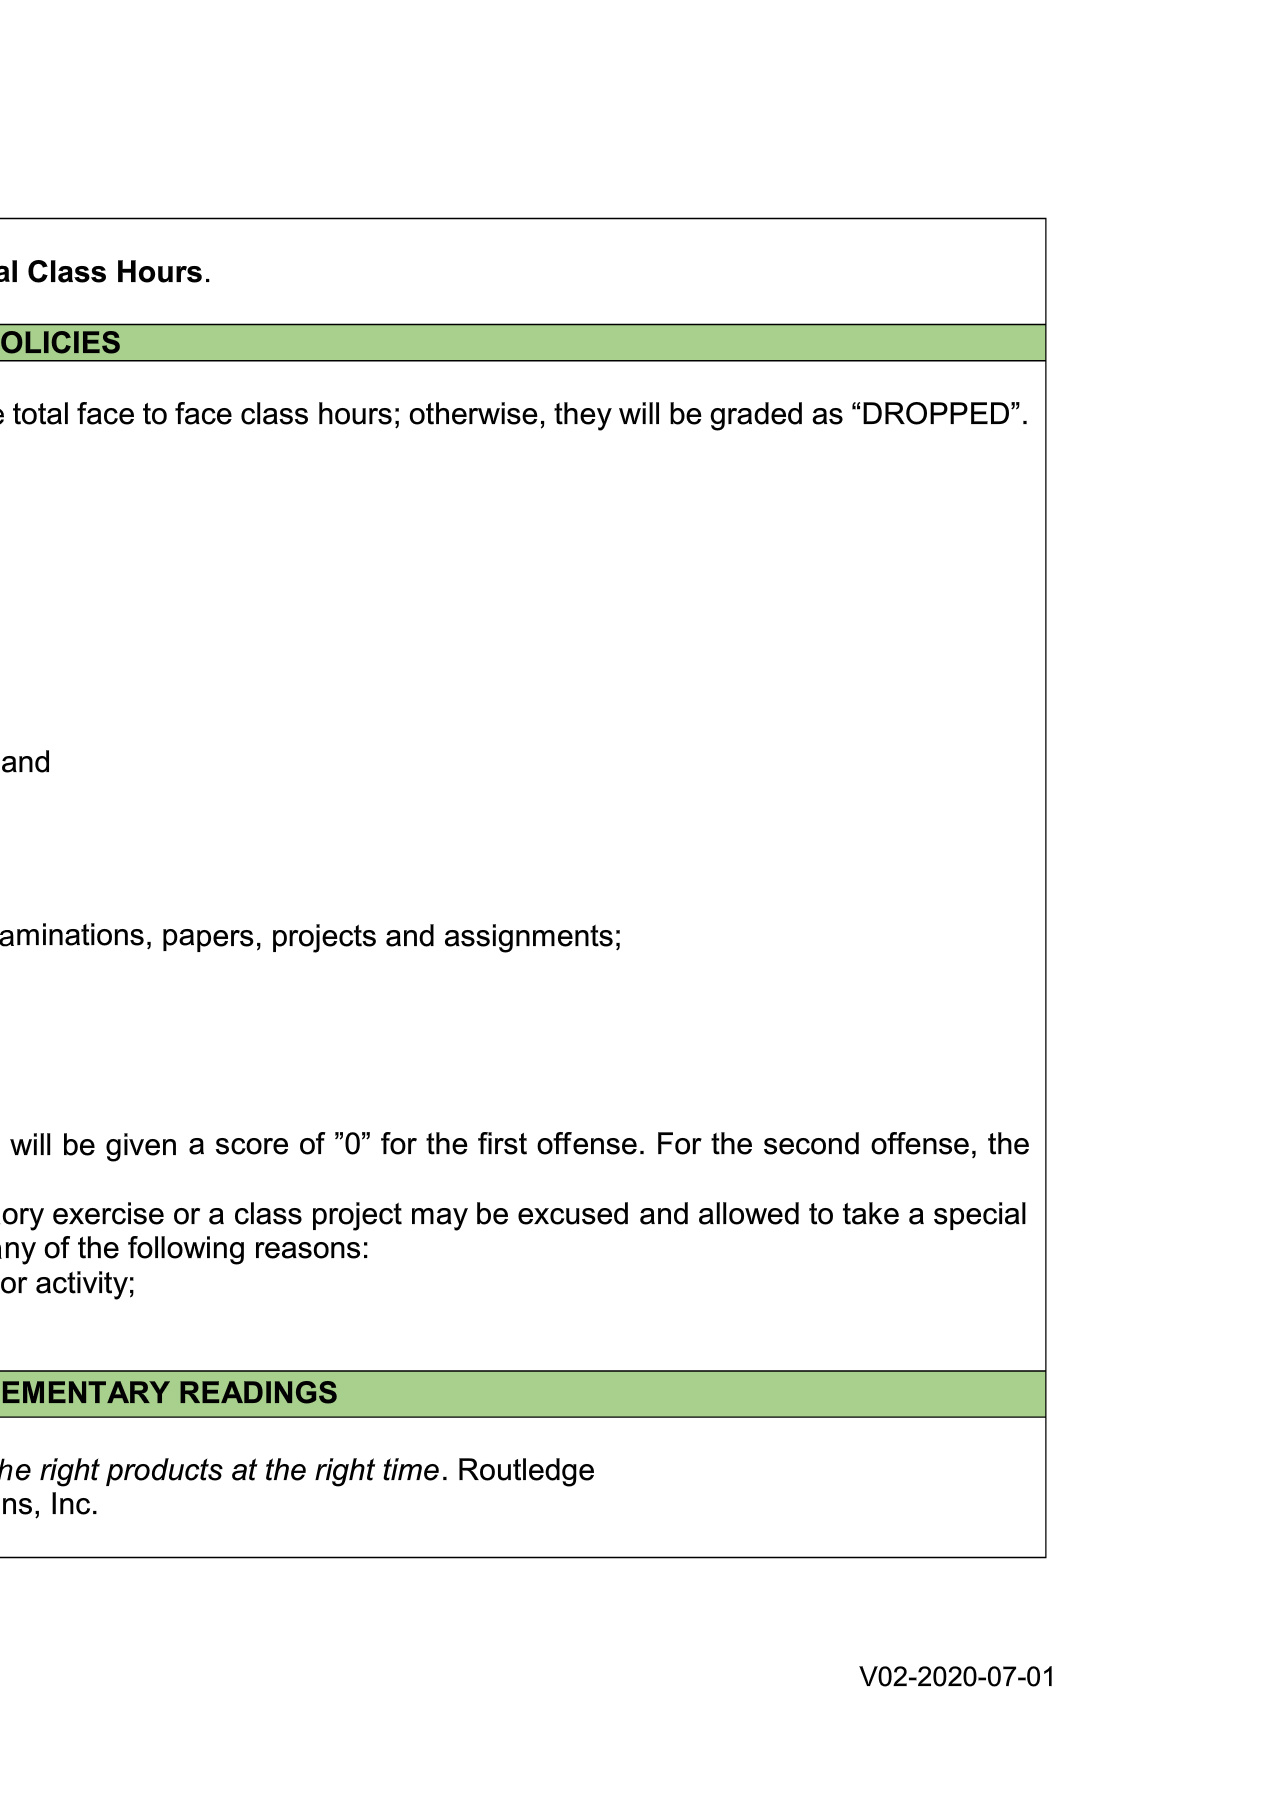 al Class Hours.
OLICIES
e total face to face class hours; otherwise, they will be graded as “DROPPED”.
and
aminations, papers, projects and assignments;
will be given a score of ”0” for the first offense. For the second offense, the
ory exercise or a class project may be excused and allowed to take a special
any of the following reasons:
or activity;
EMENTARY READINGS
he right products at the right time. Routledge
ns, Inc.
V02-2020-07-01